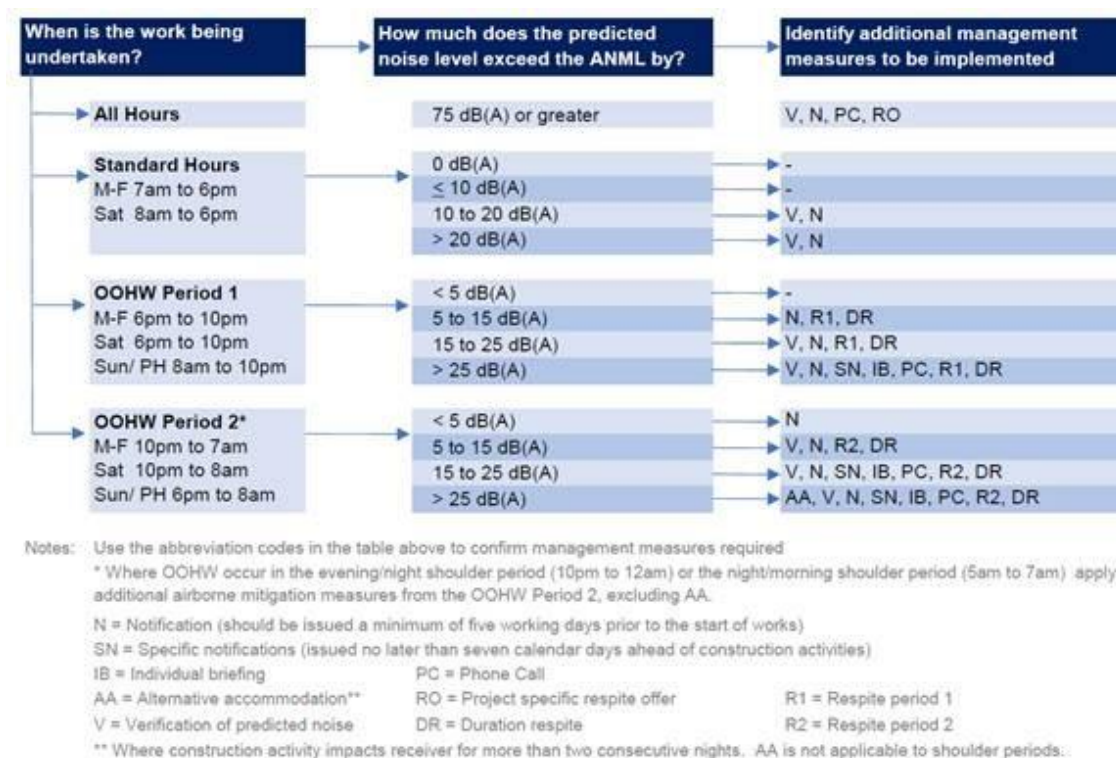 When is the work being undertaken?
How much does the predicted noise level exceed the ANML by?
Identify additional management measures to be implemented
All Hours
75 dB(A) or greater
V, N, PC, RO
Standard Hours
M-F 7am to 6pm
Sat 8am to 6pm
0 dB(A)
-
≤ 10 dB(A)
-
10 to 20 dB(A)
V, N
> 20 dB(A)
V, N
OOHW Period 1
M-F 6pm to 10pm
Sat 6pm to 10pm
Sun/ PH 8am to 10pm
< 5 dB(A)
-
5 to 15 dB(A)
N, R1, DR
15 to 25 dB(A)
V, N, R1, DR
> 25 dB(A)
V, N, SN, IB, PC, R1, DR
OOHW Period 2*
M-F 10pm to 7am
Sat 10pm to 8am
Sun/ PH 6pm to 8am
< 5 dB(A)
N
5 to 15 dB(A)
V, N, R2, DR
15 to 25 dB(A)
V, N, SN, IB, PC, R2, DR
> 25 dB(A)
AA, V, N, SN, IB, PC, R2, DR
Notes: Use the abbreviation codes in the table above to confirm management measures required
* Where OOHW occur in the evening/night shoulder period (10pm to 12am) or the night/morning shoulder period (5am to 7am) apply
additional airborne mitigation measures from the OOHW Period 2, excluding AA.
N = Notification (should be issued a minimum of five working days prior to the start of works)
SN = Specific notifications (issued no later than seven calendar days ahead of construction activities)
IB = Individual briefing PC = Phone Call
AA = Alternative accommodation** RO = Project specific respite offer R1 = Respite period 1
V = Verification of predicted noise DR = Duration respite R2 = Respite period 2
** Where construction activity impacts receiver for more than two consecutive nights. AA is not applicable to shoulder periods.